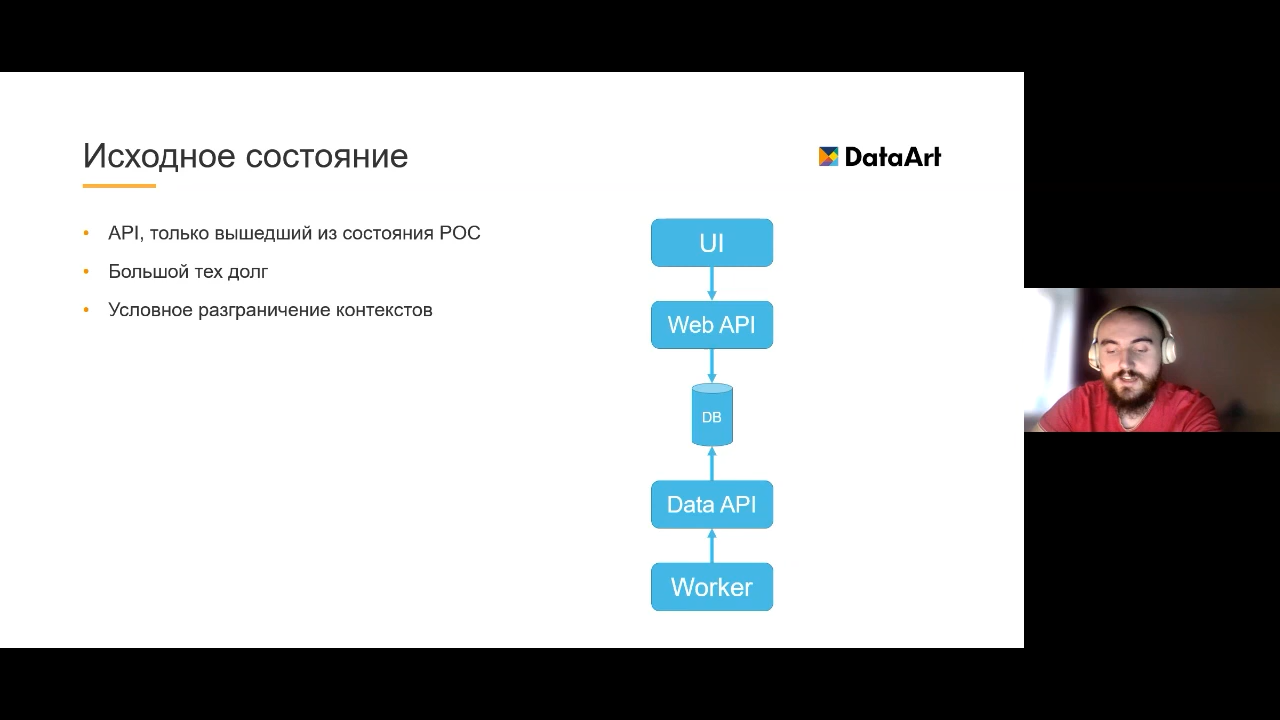 Исходное состояние
DataArt
API, только вышедший из состояния POC
Большой тех долг
Условное разграничение контекстов
UI
Web API
DB
Data API
Worker